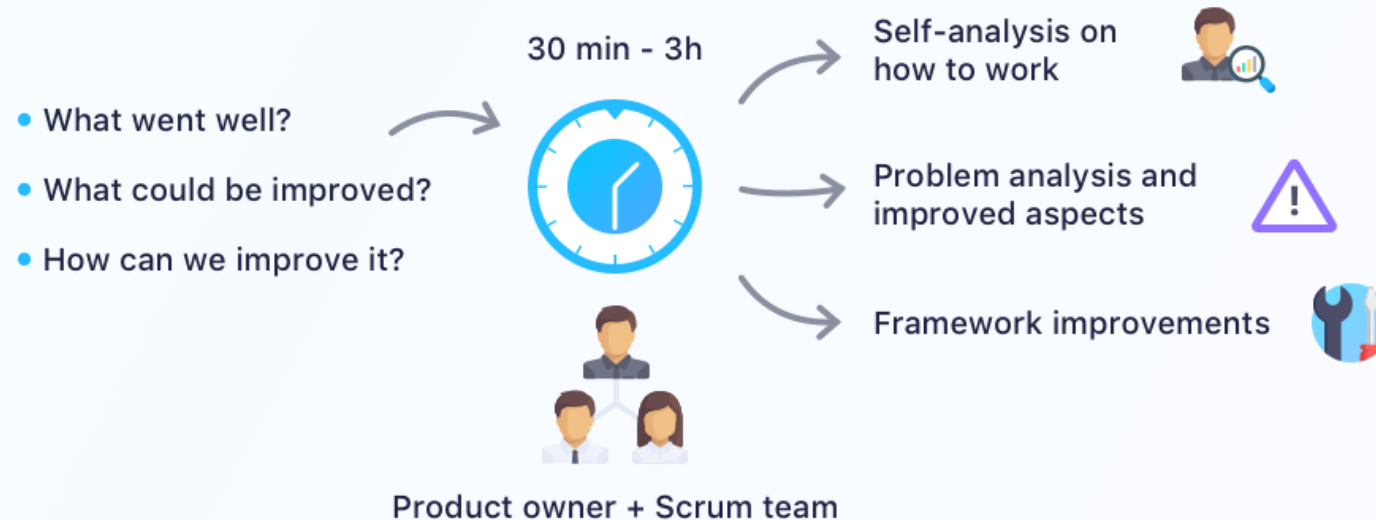 What went well?
What could be improved?
How can we improve it?
30 min - 3h
Product owner + Scrum team
Self-analysis on
how to work
Problem analysis and
improved aspects
Framework improvements